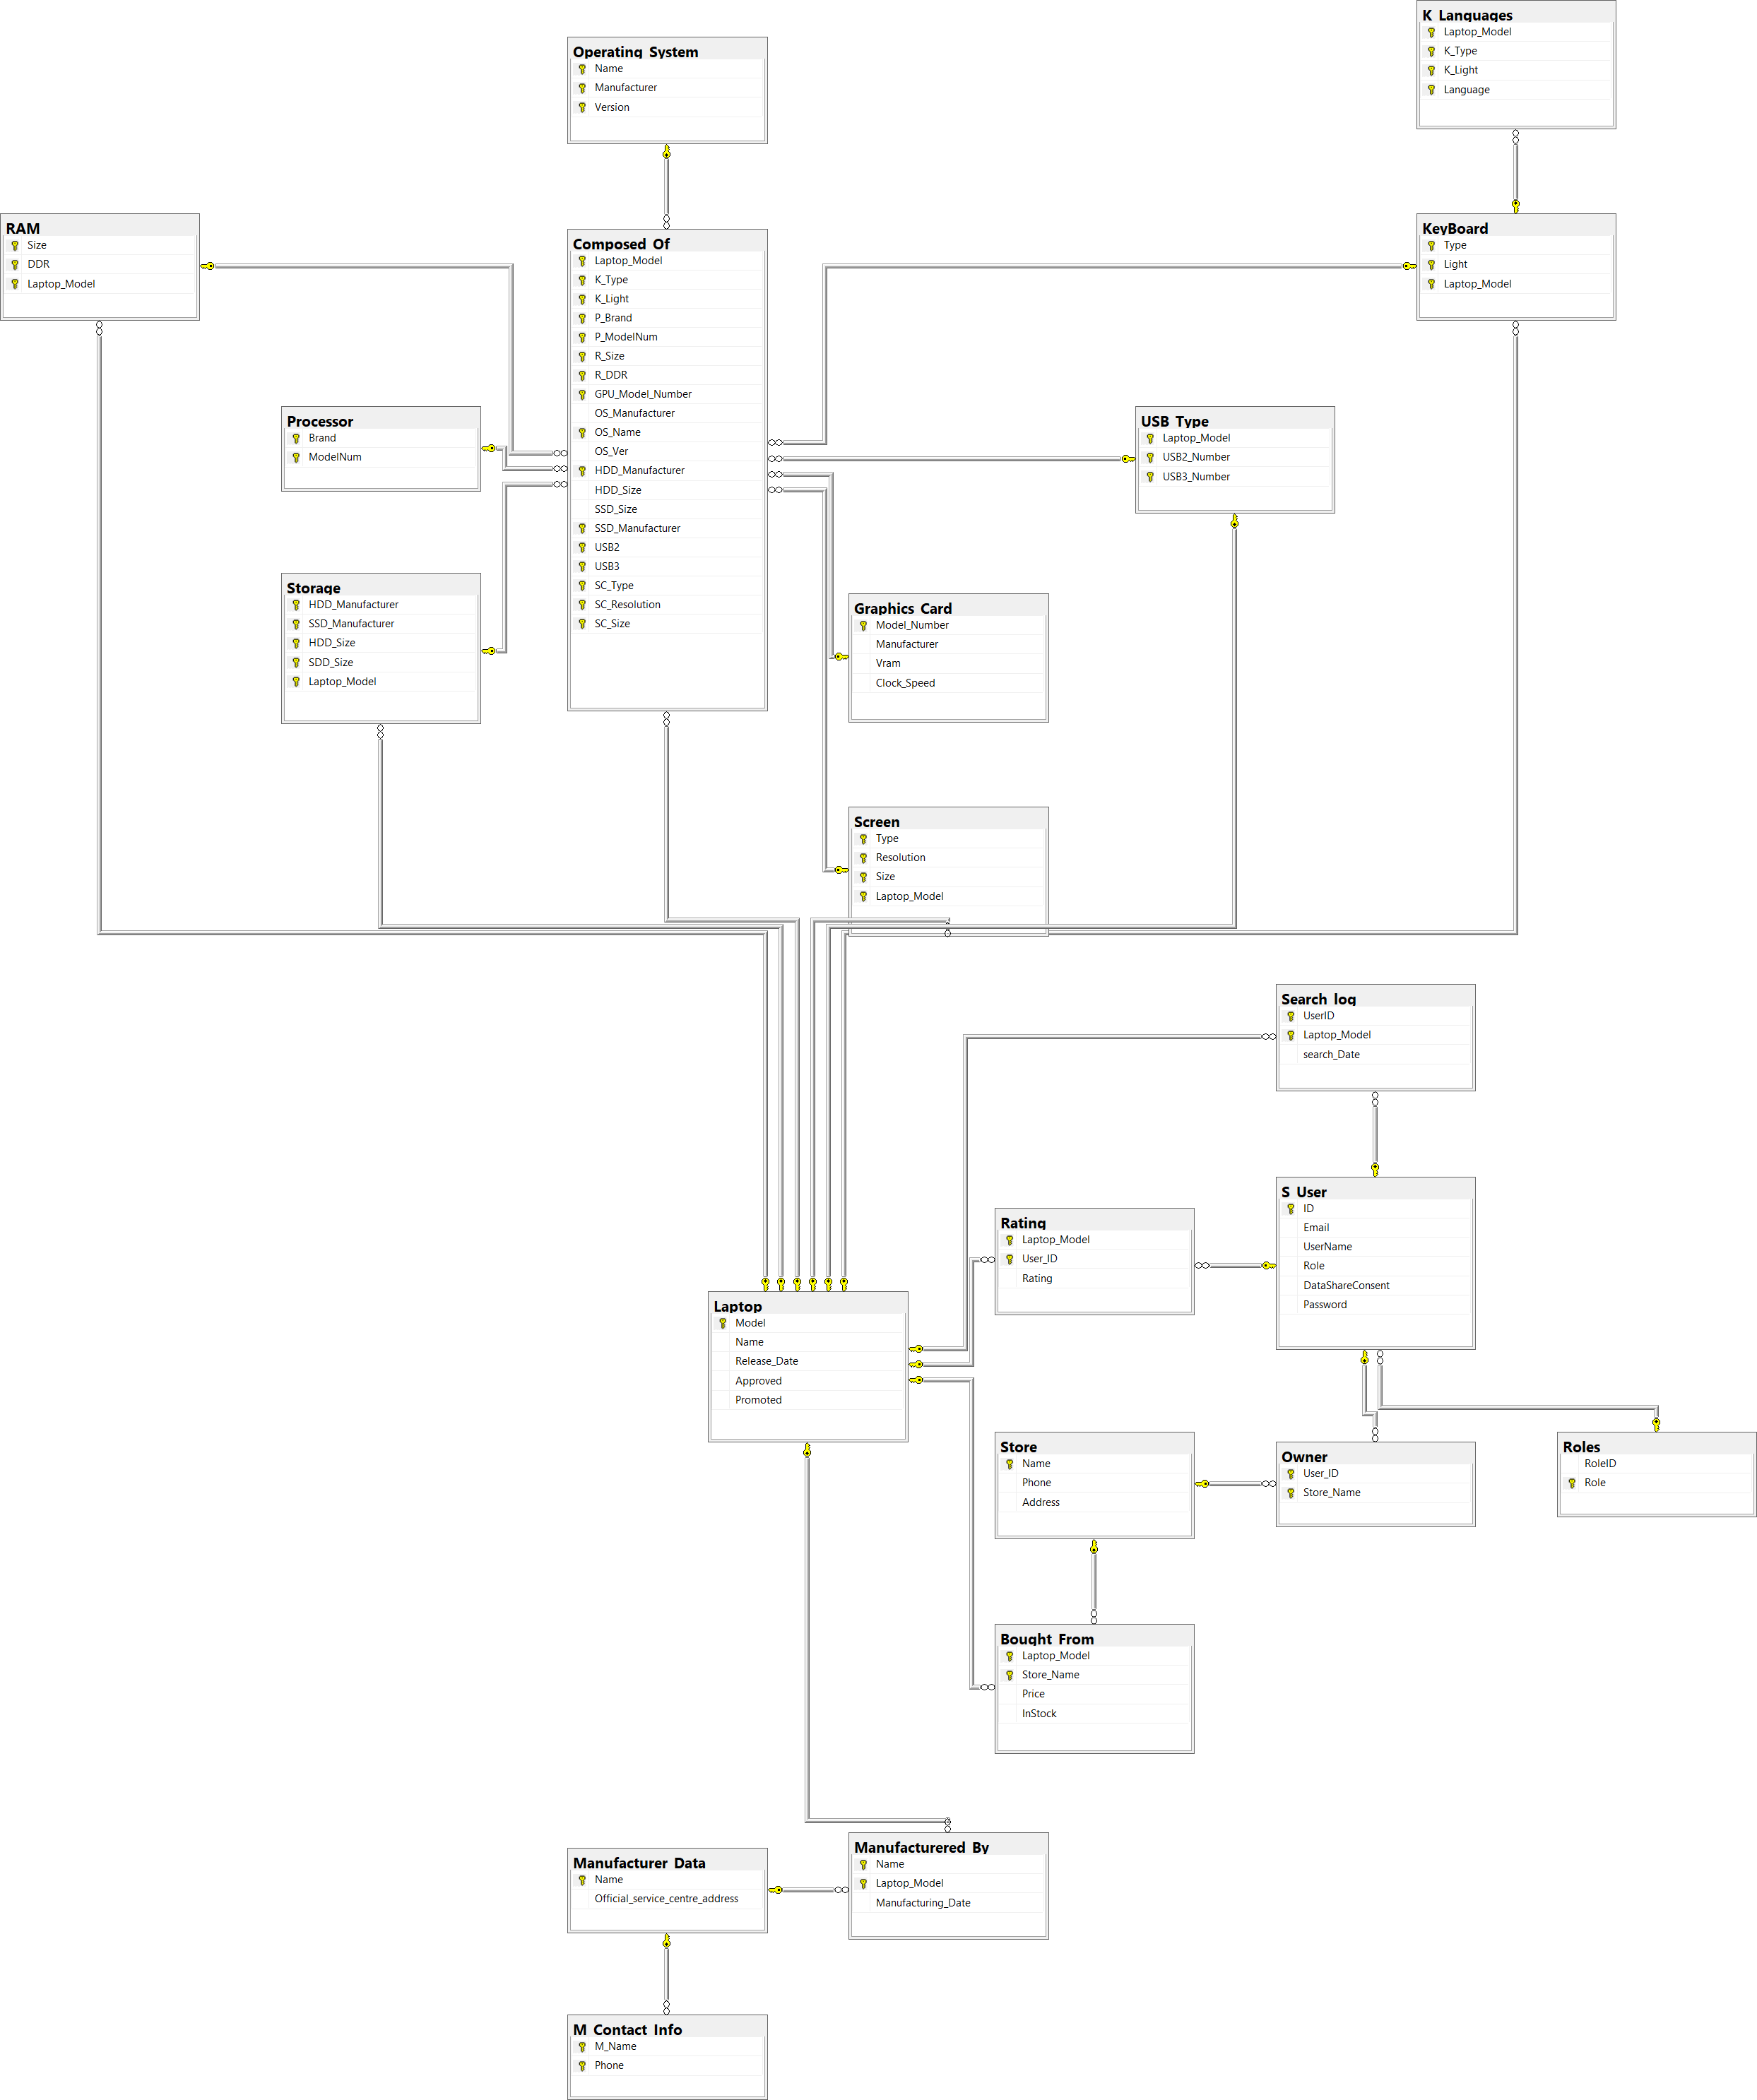 K_Languages
Laptop_Model
K_Type
K_Light
Language
Operating_System
Name
Manufacturer
Version
RAM
Size
DDR
Laptop_Model
Composed_Of
Laptop_Model
K_Type
K_Light
P_Brand
P_ModelNum
R_Size
R_DDR
GPU_Model_Number
OS_Manufacturer
OS_Name
OS_Ver
HDD_Manufacturer
HDD_Size
SSD_Size
SSD_Manufacturer
USB2
USB3
SC_Type
SC_Resolution
SC_Size
KeyBoard
Type
Light
Laptop_Model
Processor
Brand
ModelNum
USB_Type
Laptop_Model
USB2_Number
USB3_Number
Storage
HDD_Manufacturer
SSD_Manufacturer
HDD_Size
SDD_Size
Laptop_Model
Graphics_Card
Model_Number
Manufacturer
Vram
Clock_Speed
Screen
Type
Resolution
Size
Laptop_Model
Search_log
UserID
Laptop_Model
search_Date
S_User
ID
Email
UserName
Role
DataShareConsent
Password
Rating
Laptop_Model
User_ID
Rating
Laptop
Model
Name
Release_Date
Approved
Promoted
Store
Name
Phone
Address
Owner
User_ID
Store_Name
Roles
RoleID
Role
Bought_From
Laptop_Model
Store_Name
Price
InStock
Manufacturer_Data
Name
Official_service_centre_address
Manufacturered_By
Name
Laptop_Model
Manufacturing_Date
M_Contact_Info
M_Name
Phone